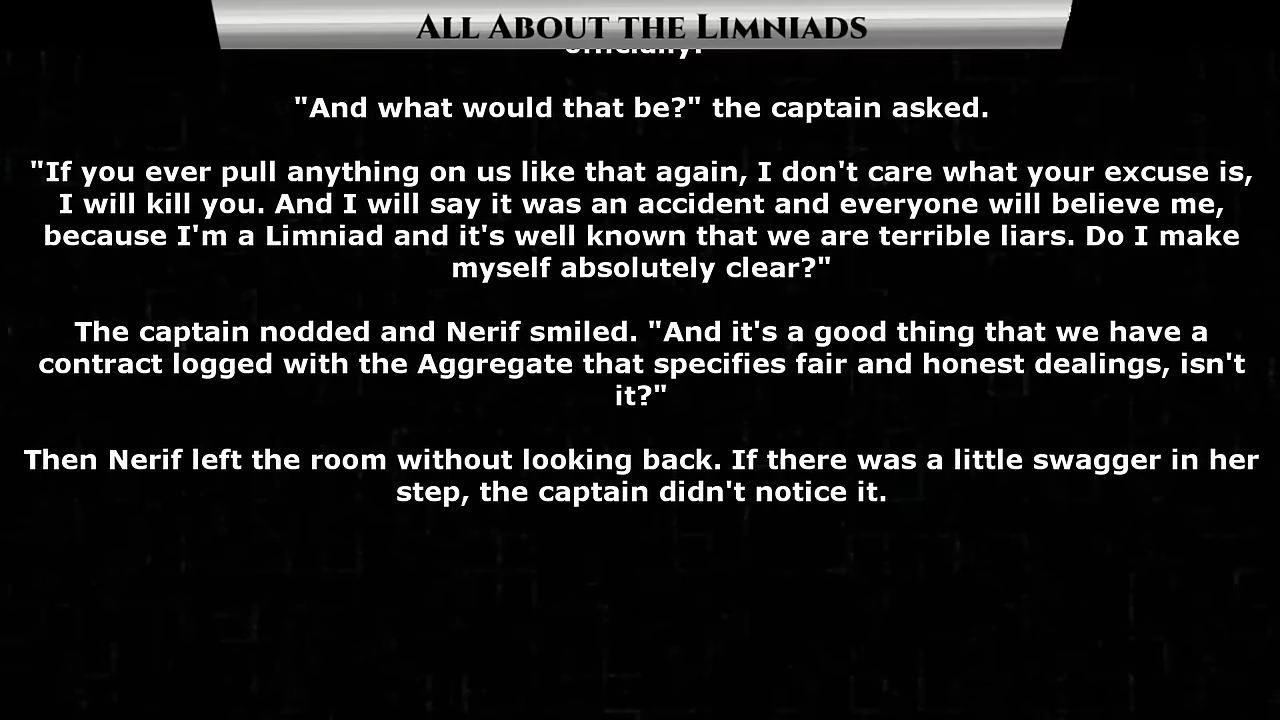 All About the Limniads
officially.
"And what would that be?" the captain asked.
"If you ever pull anything on us like that again, I don't care what your excuse is,
I will kill you. And I will say it was an accident and everyone will believe me,
because I'm a Limniad and it's well known that we are terrible liars. Do I make
myself absolutely clear?"
The captain nodded and Nerif smiled. "And it's a good thing that we have a
contract logged with the Aggregate that specifies fair and honest dealings, isn't
it?"
Then Nerif left the room without looking back. If there was a little swagger in her
step, the captain didn't notice it.